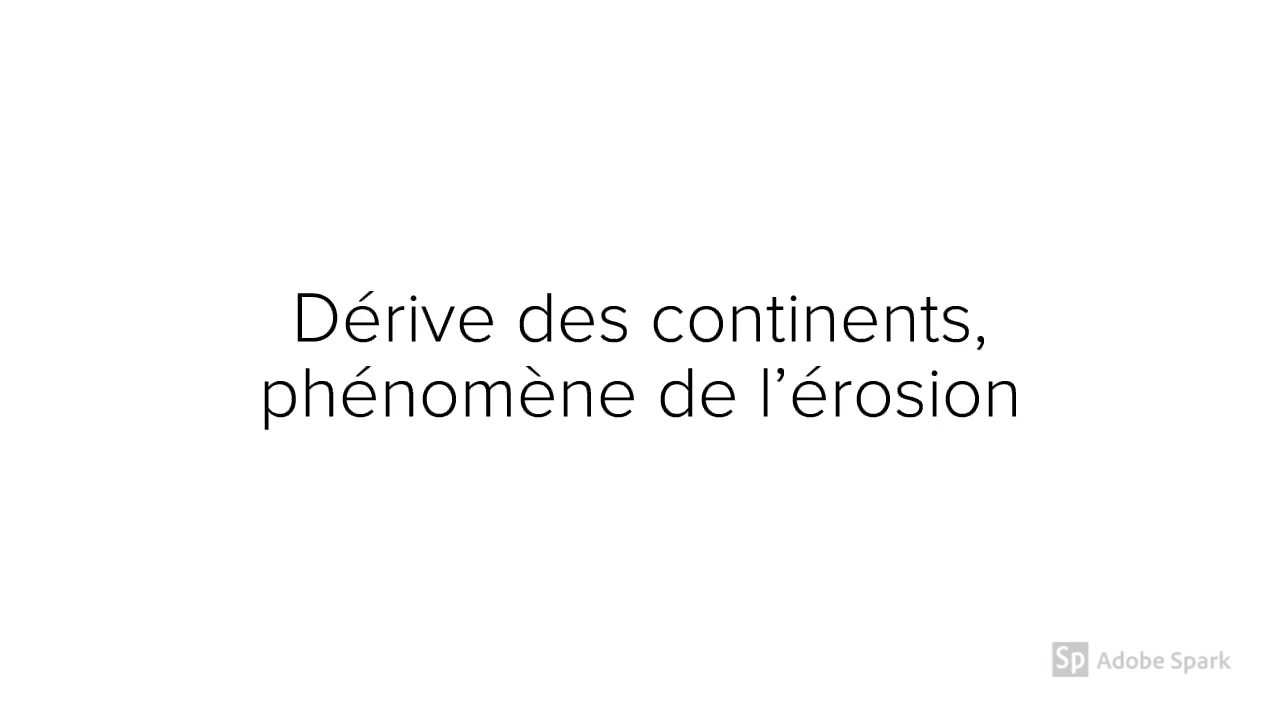 Dérive des continents,
phénomène de l’érosion
Sp Adobe Spark